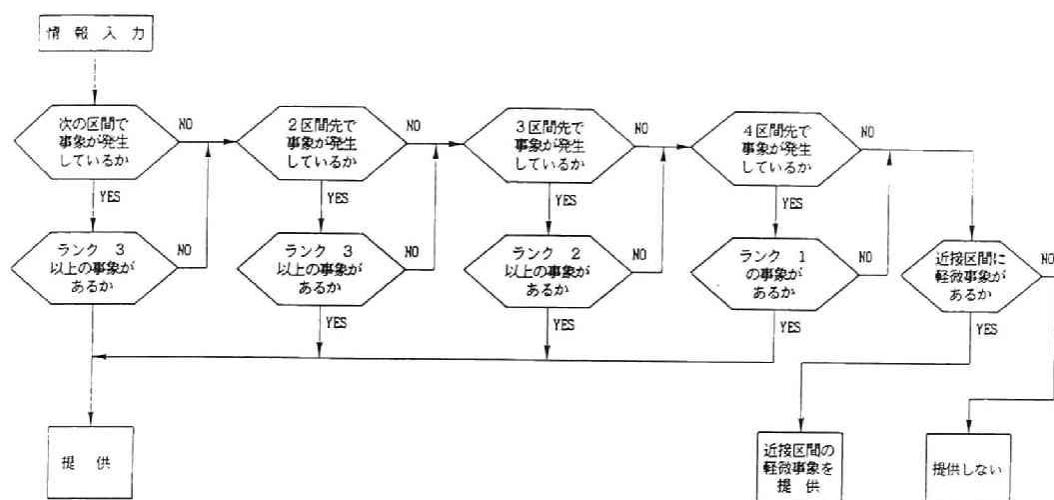 情 報 入 力
次の区間で
事象が発生
しているか
NO
YES
ランク 3
以上の事象が
あるか
NO
2区間先で
事象が発生
しているか
NO
YES
ランク 3
以上の事象が
あるか
NO
YES
3区間先で
事象が発生
しているか
NO
YES
ランク 2
以上の事象が
あるか
NO
YES
4区間先で
事象が発生
しているか
NO
YES
ランク 1
の事象が
あるか
NO
YES
近接区間に
軽微事象が
あるか
NO
YES
提 供
近接区間の
軽微事象を
提 供
提供しない